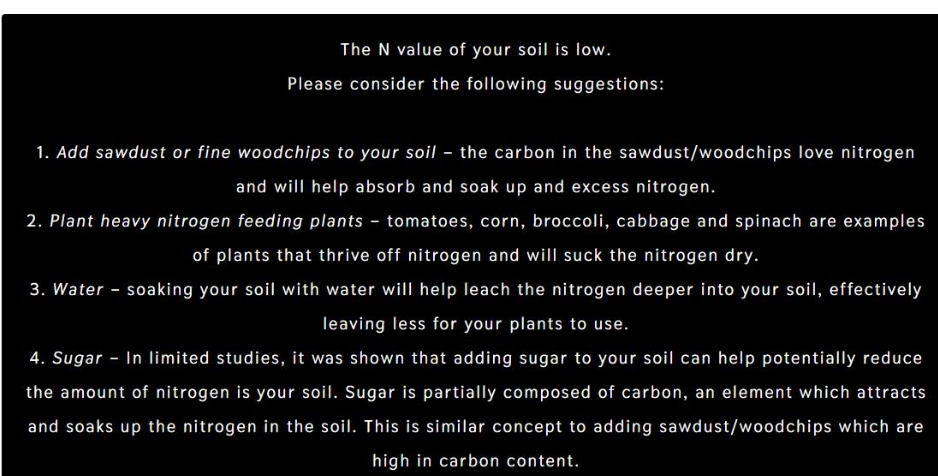 The N value of your soil is low.
Please consider the following suggestions:
1. Add sawdust or fine woodchips to your soil – the carbon in the sawdust/woodchips love nitrogen
and will help absorb and soak up and excess nitrogen.
2. Plant heavy nitrogen feeding plants – tomatoes, corn, broccoli, cabbage and spinach are examples
of plants that thrive off nitrogen and will suck the nitrogen dry.
3. Water – soaking your soil with water will help leach the nitrogen deeper into your soil, effectively
leaving less for your plants to use.
4. Sugar – In limited studies, it was shown that adding sugar to your soil can help potentially reduce
the amount of nitrogen is your soil. Sugar is partially composed of carbon, an element which attracts
and soaks up the nitrogen in the soil. This is similar concept to adding sawdust/woodchips which are
high in carbon content.